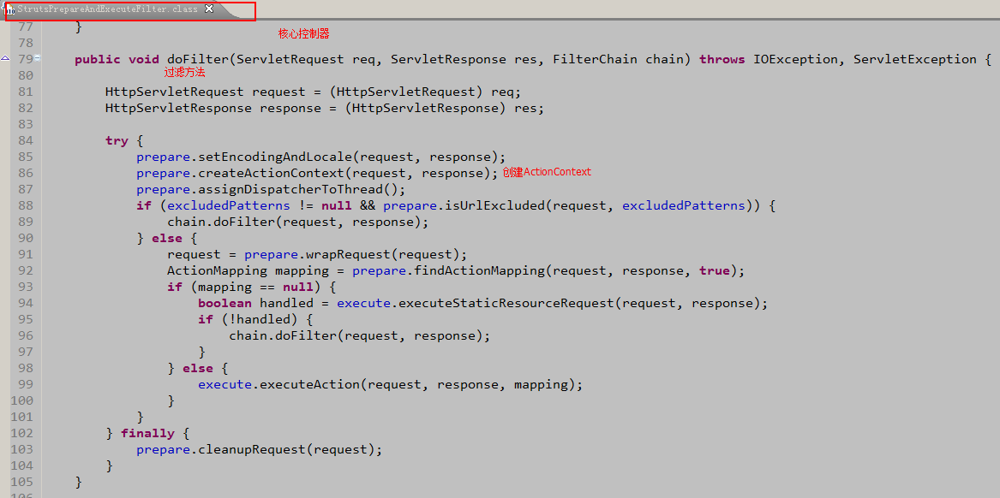 StrutsPrepareAndExecuteFilter.class
77 }
核心控制器
78
79 public void doFilter(ServletRequest req, ServletResponse res, FilterChain chain) throws IOException, ServletException {
过滤方法
80
81 HttpServletRequest request = (HttpServletRequest) req;
82 HttpServletResponse response = (HttpServletResponse) res;
83
84 try {
85 prepare.setEncodingAndLocale(request, response);
86 prepare.createActionContext(request, response); 创建ActionContext
87 prepare.assignDispatcherToThread();
88 if (excludedPatterns != null && prepare.isUrlExcluded(request, excludedPatterns)) {
89 chain.doFilter(request, response);
90 } else {
91 request = prepare.wrapRequest(request);
92 ActionMapping mapping = prepare.findActionMapping(request, response, true);
93 if (mapping == null) {
94 boolean handled = execute.executeStaticResourceRequest(request, response);
95 if (!handled) {
96 chain.doFilter(request, response);
97 }
98 } else {
99 execute.executeAction(request, response, mapping);
100 }
101 }
102 } finally {
103 prepare.cleanupRequest(request);
104 }
105 }
106